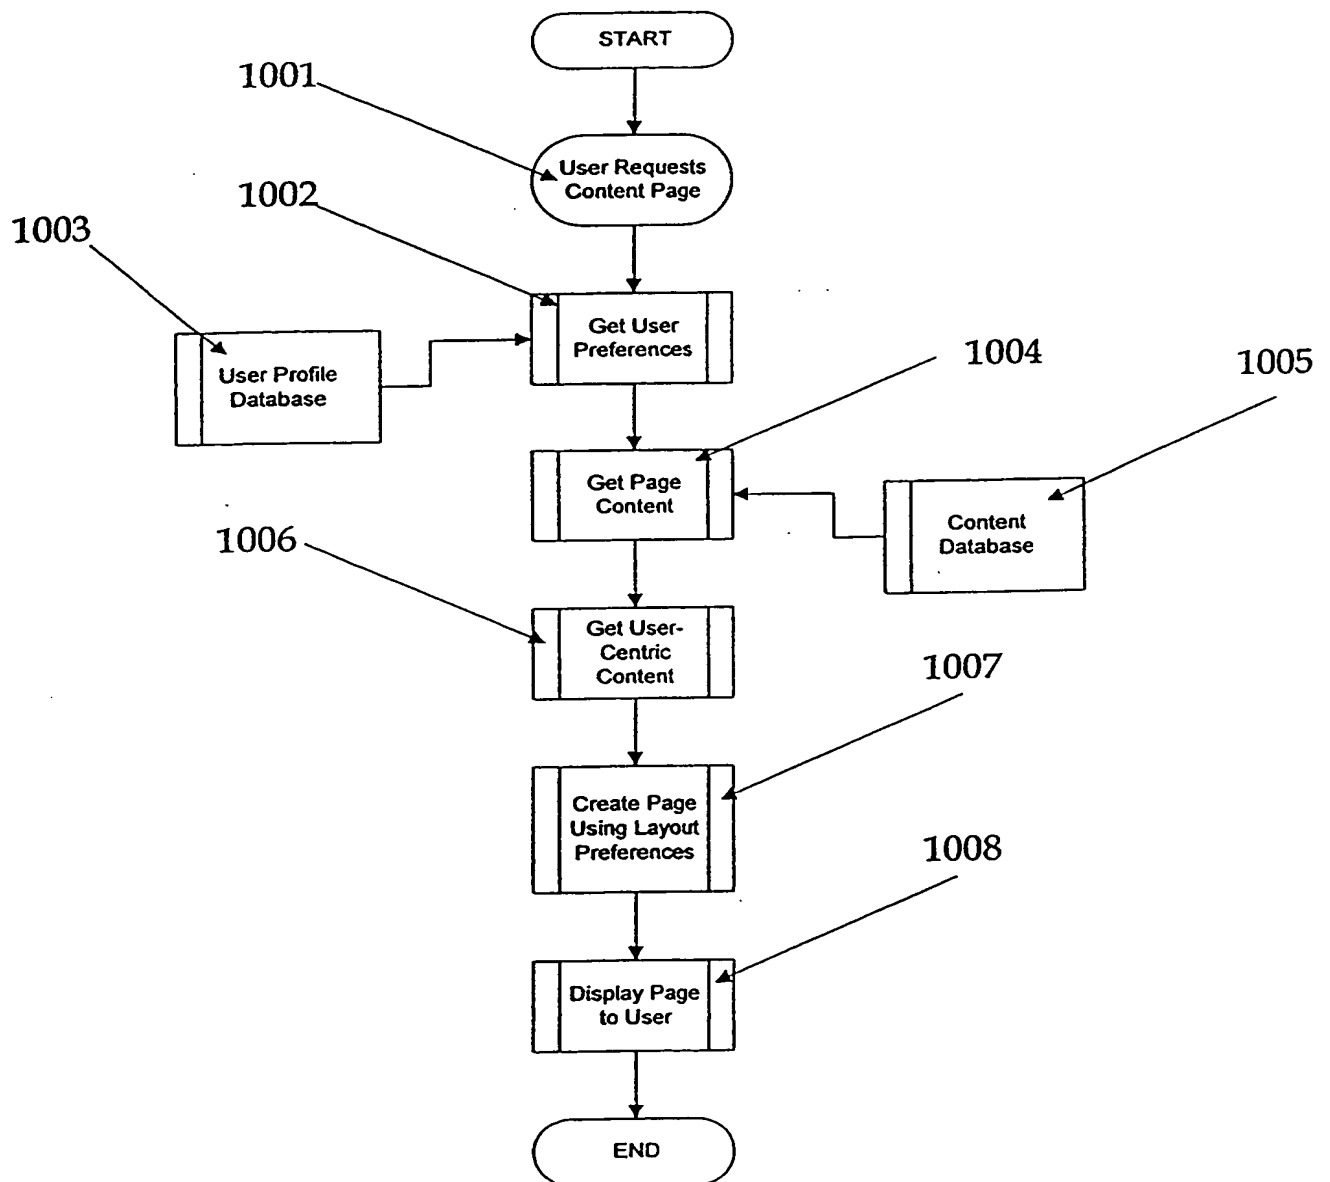 START
1001
User Requests
Content Page
1002
1003
Get User
Preferences
1004
1005
User Profile
Database
Get Page
Content
Content
Database
1006
Get User-
Centric
Content
1007
Create Page
Using Layout
Preferences
1008
Display Page
to User
END